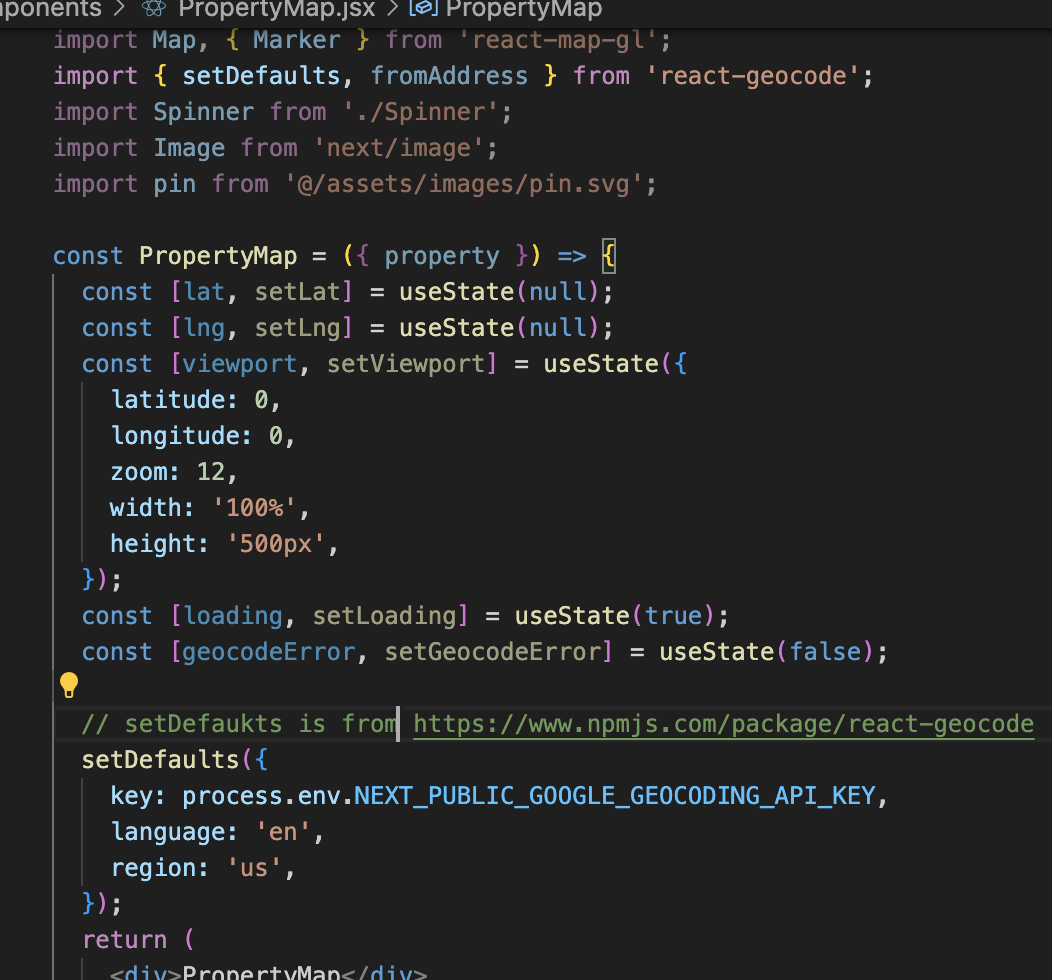 ponents > PropertyMap.jsx > PropertyMap
import Map, { Marker } from 'react-map-gl';
import { setDefaults, fromAddress } from 'react-geocode';
import Spinner from './Spinner';
import Image from 'next/image';
import pin from '@/assets/images/pin.svg';
const PropertyMap = ({ property }) => {
const [lat, setLat] = useState(null);
const [lng, setLng] = useState(null);
const [viewport, setViewport] = useState({
latitude: 0,
longitude: 0,
zoom: 12,
width: '100%',
height: '500px',
});
const [loading, setLoading] = useState(true);
const [geocodeError, setGeocodeError] = useState(false);
// setDefaukts is from https://www.npmjs.com/package/react-geocode
setDefaults({
key: process.env.NEXT_PUBLIC_GOOGLE_GEOCODING_API_KEY,
language: 'en',
region: 'us',
});
return (
<div>PropertyMap</div>